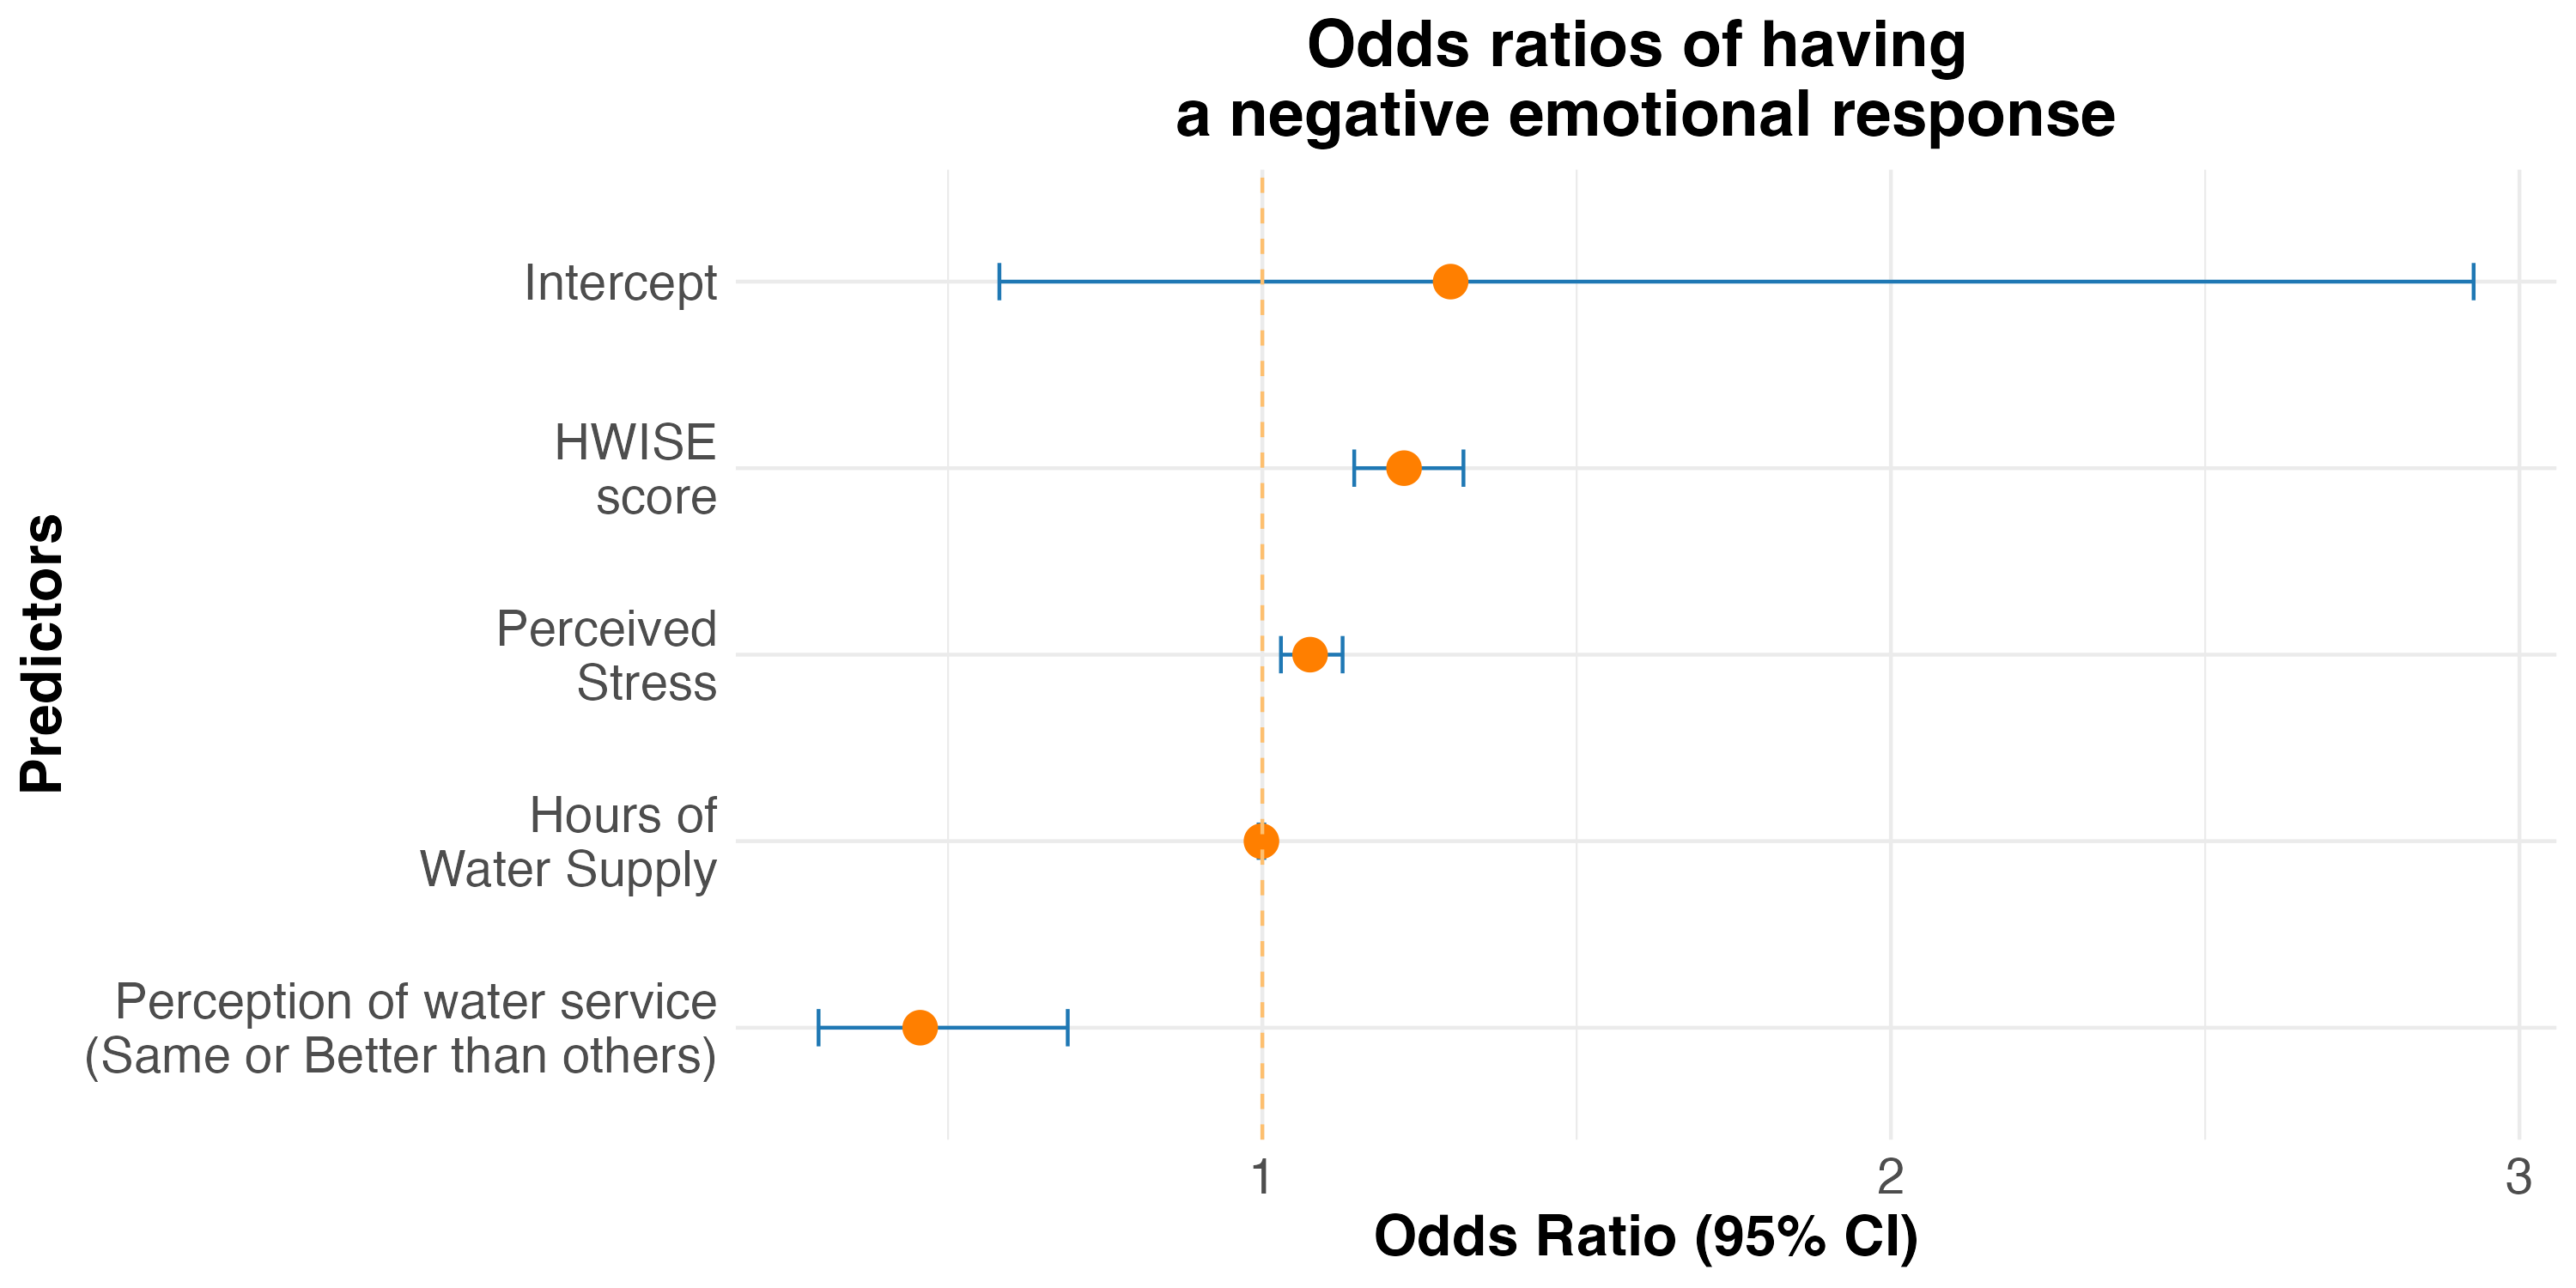 Odds ratios of having
a negative emotional response
Predictors
Intercept
HWISE
score
Perceived
Stress
Hours of
Water Supply
Perception of water service
(Same or Better than others)
1
2
3
Odds Ratio (95% CI)